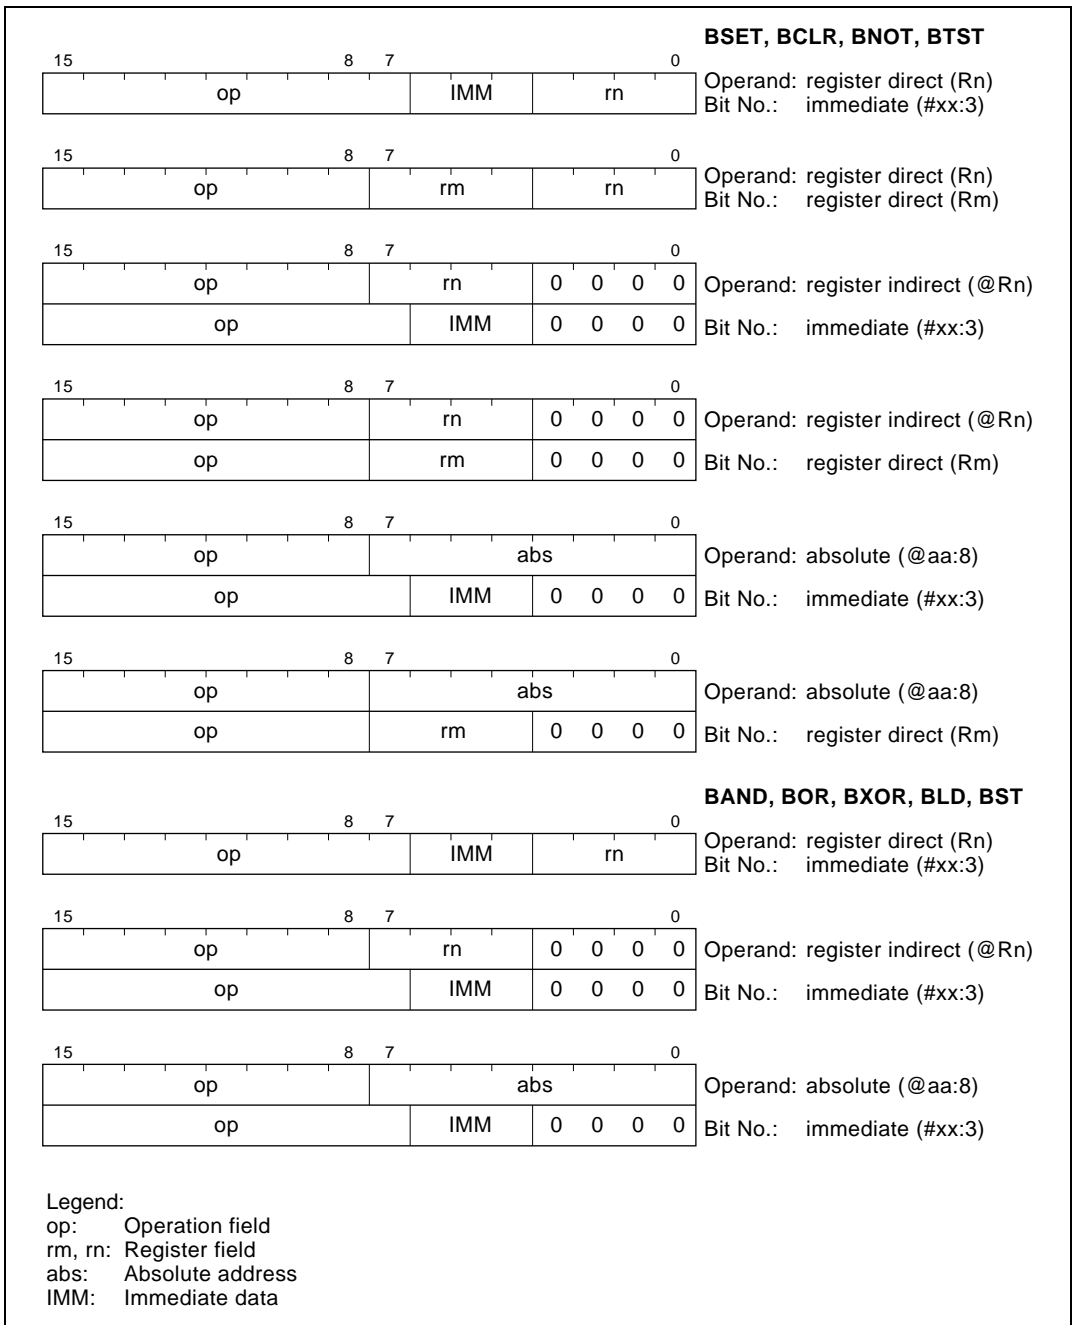 BSET, BCLR, BNOT, BTST
15 8 7 0
op IMM rn
Operand: register direct (Rn)
Bit No.: immediate (#xx:3)
15 8 7 0
op rm rn
Operand: register direct (Rn)
Bit No.: register direct (Rm)
15 8 7 0
op rn 0 0 0 0 Operand: register indirect (@Rn)
op IMM 0 0 0 0 Bit No.: immediate (#xx:3)
15 8 7 0
op rn 0 0 0 0 Operand: register indirect (@Rn)
op rm 0 0 0 0 Bit No.: register direct (Rm)
15 8 7 0
op abs Operand: absolute (@aa:8)
op IMM 0 0 0 0 Bit No.: immediate (#xx:3)
15 8 7 0
op abs Operand: absolute (@aa:8)
op rm 0 0 0 0 Bit No.: register direct (Rm)
BAND, BOR, BXOR, BLD, BST
15 8 7 0
op IMM rn
Operand: register direct (Rn)
Bit No.: immediate (#xx:3)
15 8 7 0
op rn 0 0 0 0 Operand: register indirect (@Rn)
op IMM 0 0 0 0 Bit No.: immediate (#xx:3)
15 8 7 0
op abs Operand: absolute (@aa:8)
op IMM 0 0 0 0 Bit No.: immediate (#xx:3)
Legend:
op: Operation field
rm, rn: Register field
abs: Absolute address
IMM: Immediate data